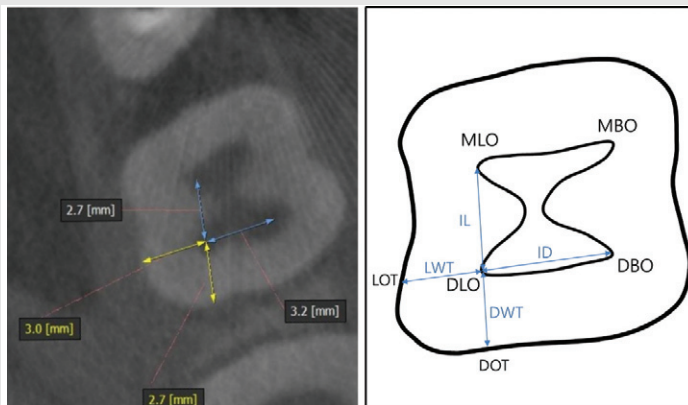 2.7 [mm]
3.0 [mm]
3.2 [mm]
2.7 [mm]
MLO
MBO
IL
ID
LWT
LOT
DLO
DBO
DWT
DOT